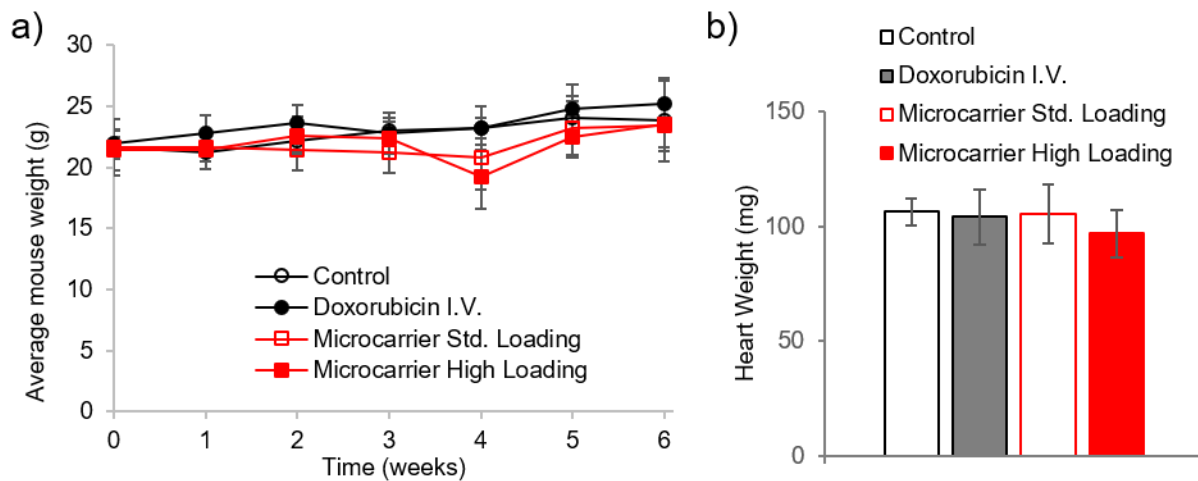 a)
Average mouse weight (g)
30
25
20
15
10
5
0
0 1 2 3 4 5 6
Time (weeks)
Control
Doxorubicin I.V.
Microcarrier Std. Loading
Microcarrier High Loading
b)
Control
Doxorubicin I.V.
Microcarrier Std. Loading
Microcarrier High Loading
Heart Weight (mg)
150
100
50
0